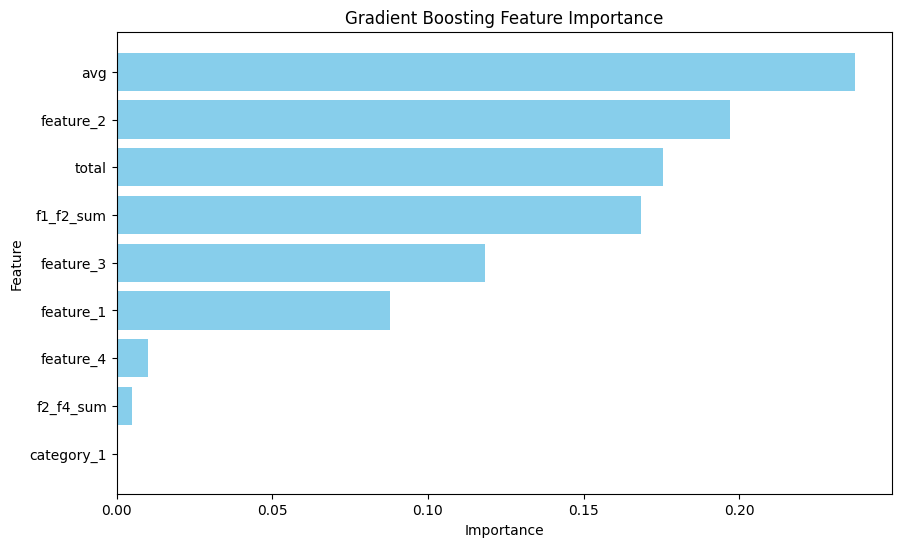 Gradient Boosting Feature Importance
avg
feature_2
total
f1_f2_sum
feature_3
feature_1
feature_4
f2_f4_sum
category_1
Feature
0.00 0.05 0.10 0.15 0.20
Importance